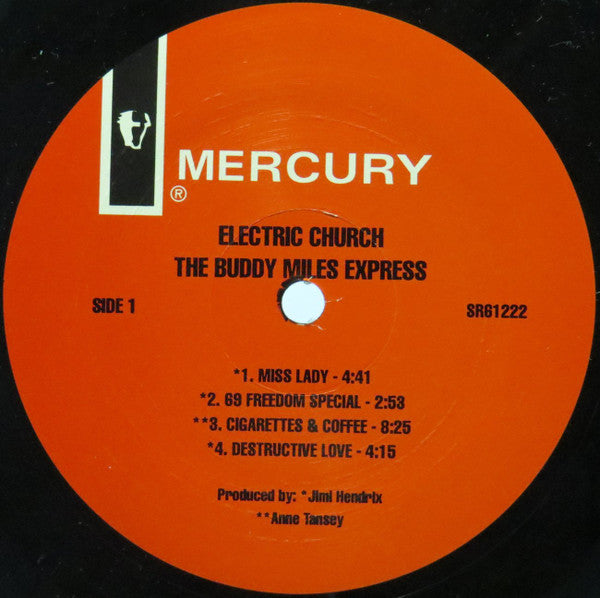 MERCURY
®
ELECTRIC CHURCH
THE BUDDY MILES EXPRESS
SIDE 1
SR61222
*1. MISS LADY - 4:41
*2. 69 FREEDOM SPECIAL - 2:53
**3. CIGARETTES & COFFEE - 8:25
*4. DESTRUCTIVE LOVE - 4:15
Produced by: *Jimi Hendrix
**Anne Tansey